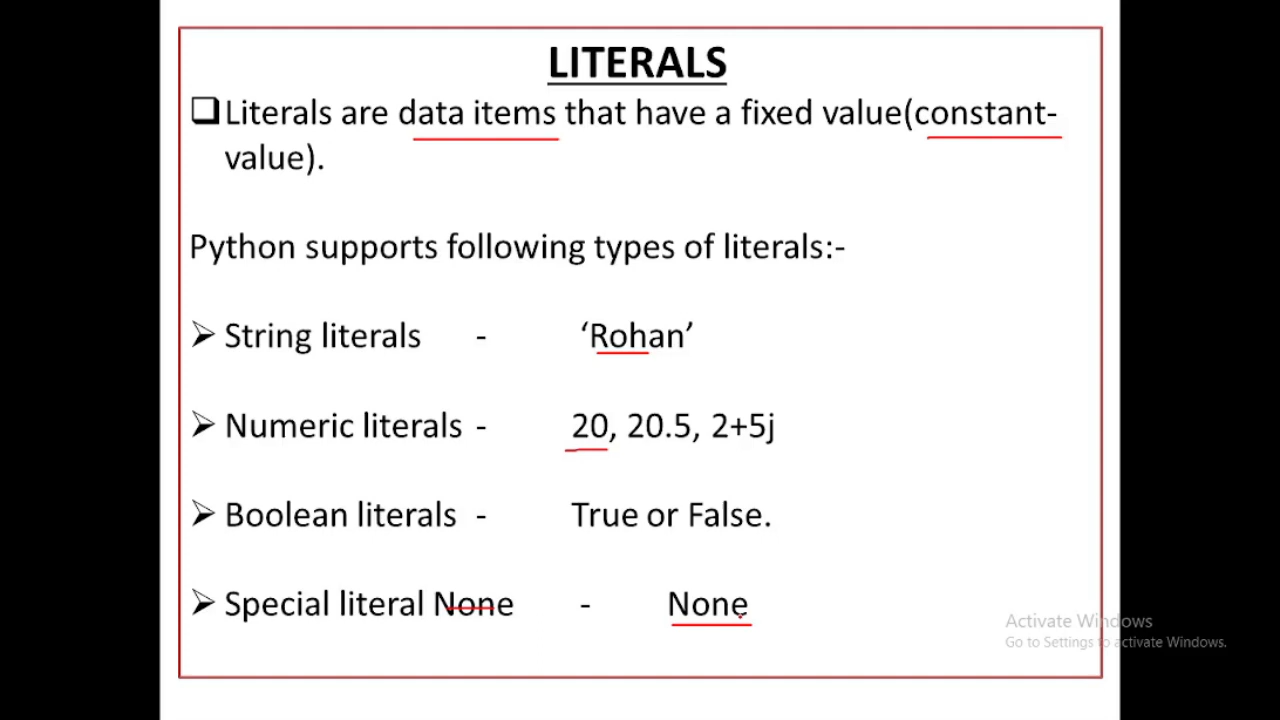 LITERALS
❑Literals are data items that have a fixed value(constant-
value).
Python supports following types of literals:-
➢ String literals - ‘Rohan’
➢ Numeric literals - 20, 20.5, 2+5j
➢ Boolean literals - True or False.
➢ Special literal None - None
Activate Windows
Go to Settings to activate Windows.